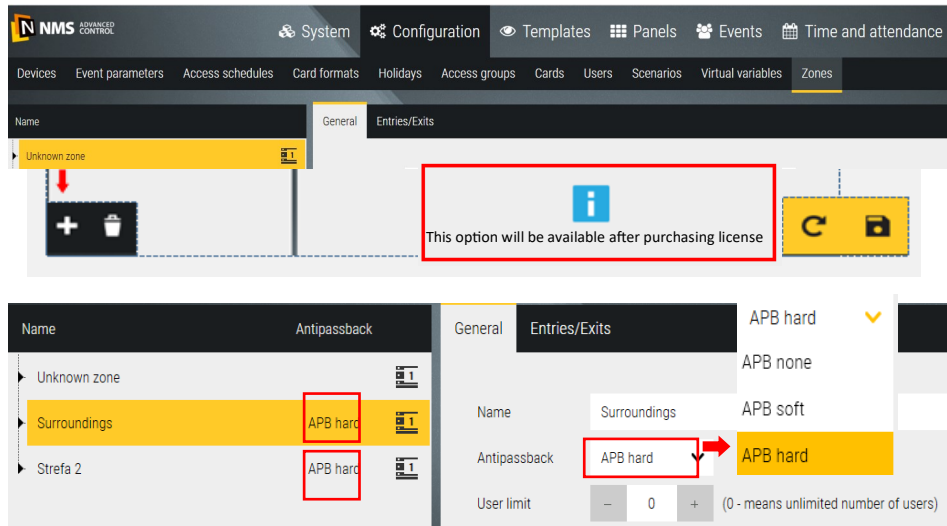 N NMS ADVANCED CONTROL
System Configuration Templates Panels Events Time and attendance
Devices Event parameters Access schedules Card formats Holidays Access groups Cards Users Scenarios Virtual variables Zones
Name General Entries/Exits
Unknown zone 1
This option will be available after purchasing license
Name Antipassback General Entries/Exits APB hard
Unknown zone 1 APB none
Surroundings APB hard 1 Name Surroundings APB soft
Strefa 2 APB hard 1 Antipassback APB hard APB hard
User limit - 0 + (0 - means unlimited number of users)